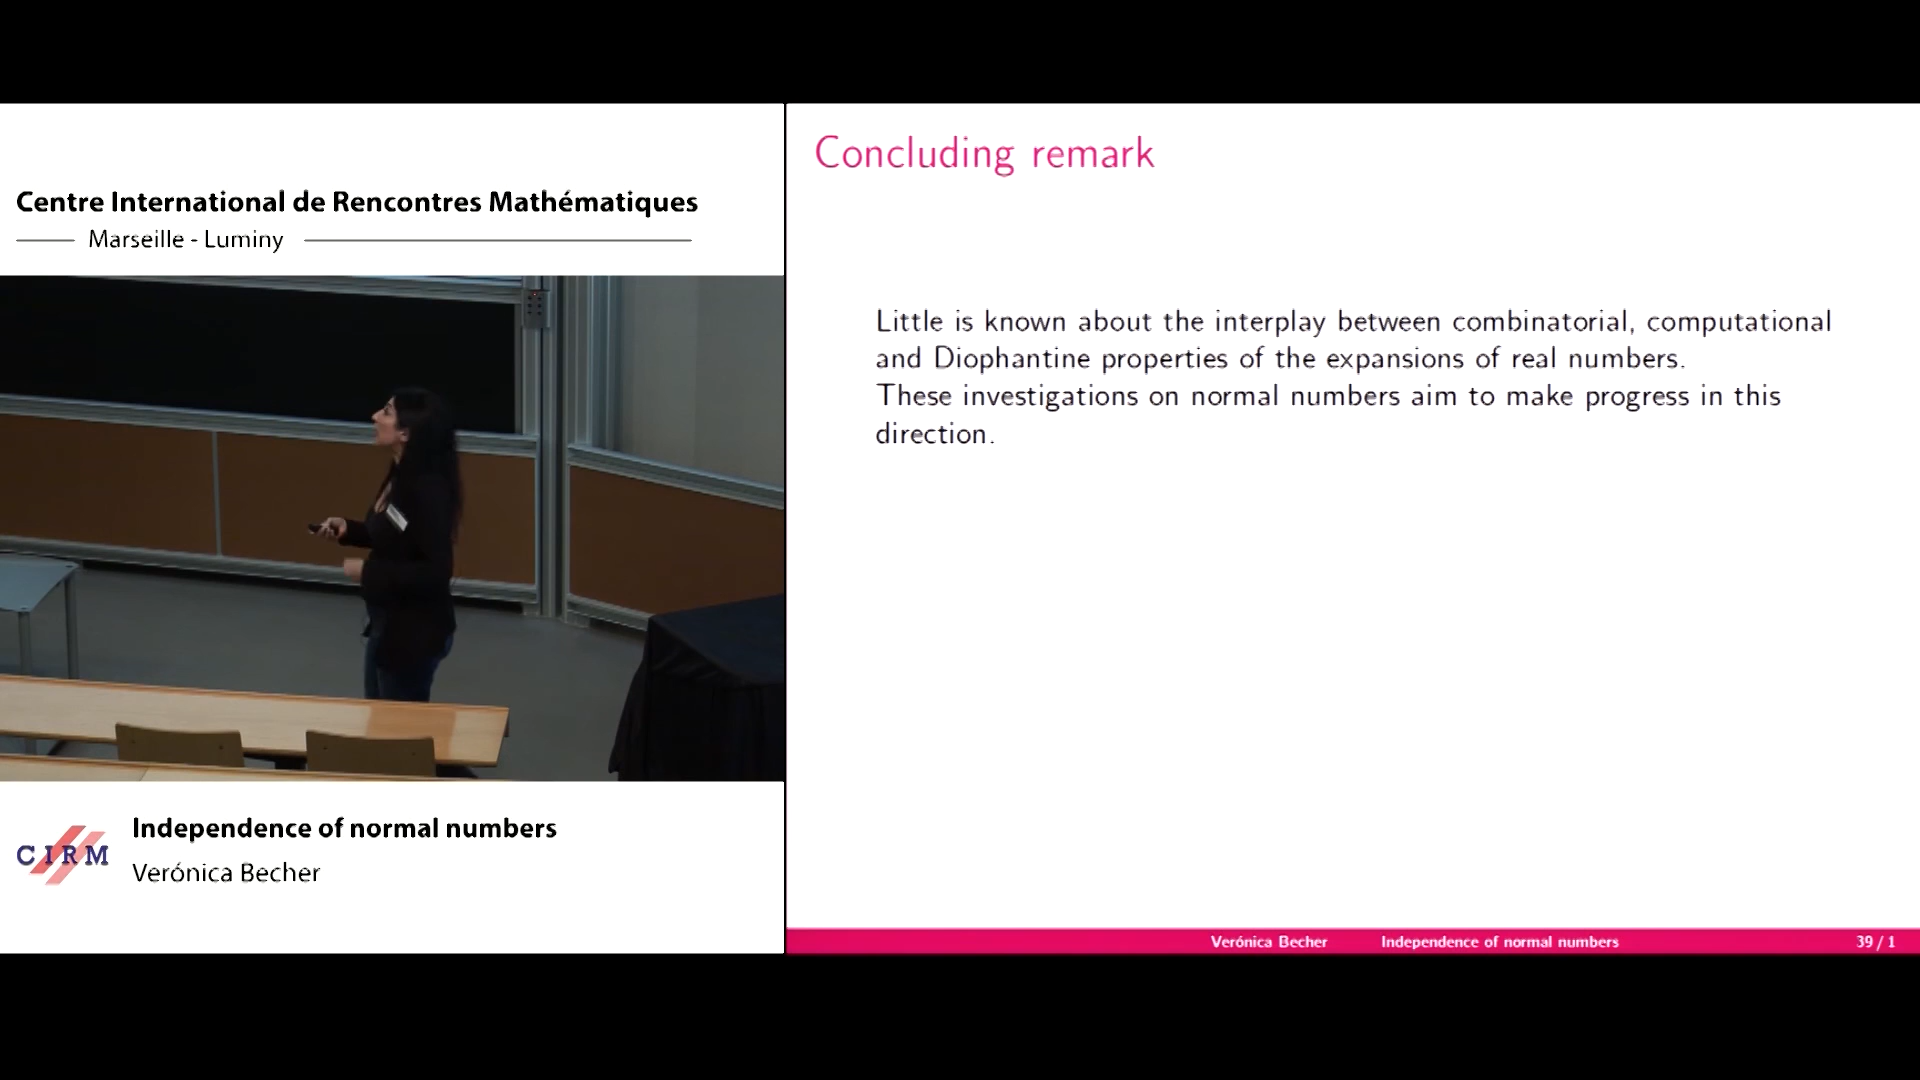 Centre International de Rencontres Mathématiques
Marseille - Luminy
Concluding remark
Little is known about the interplay between combinatorial, computational
and Diophantine properties of the expansions of real numbers.
These investigations on normal numbers aim to make progress in this
direction.
CIRM
Independence of normal numbers
Verónica Becher
Verónica Becher Independence of normal numbers 39 / 1